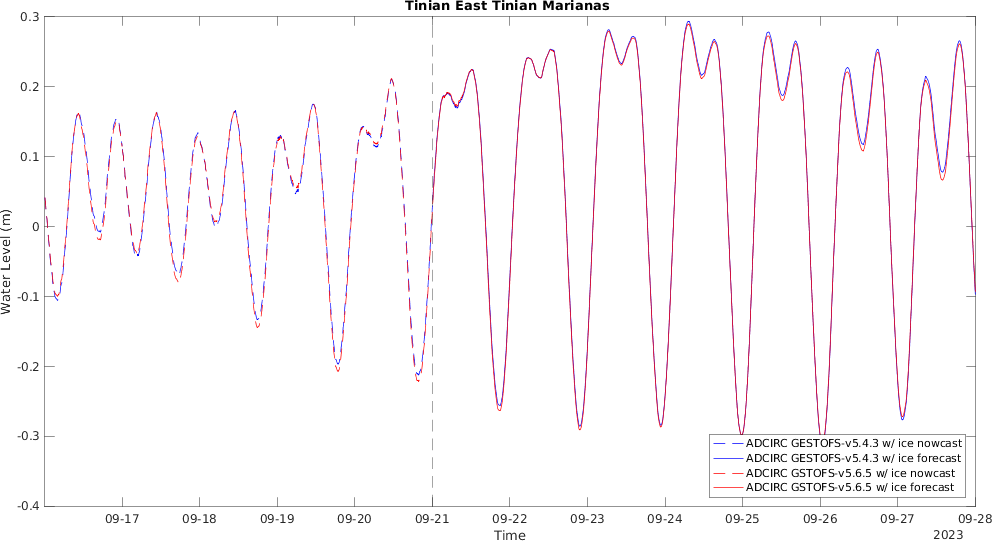 Tinian East Tinian Marianas
0.3
0.2
0.1
0
-0.1
-0.2
-0.3
-0.4
Water Level (m)
ADCIRC GESTOFS-v5.4.3 w/ ice nowcast
ADCIRC GESTOFS-v5.4.3 w/ ice forecast
ADCIRC GSTOFS-v5.6.5 w/ ice nowcast
ADCIRC GSTOFS-v5.6.5 w/ ice forecast
09-17 09-18 09-19 09-20 09-21 09-22 09-23 09-24 09-25 09-26 09-27 09-28
Time
2023